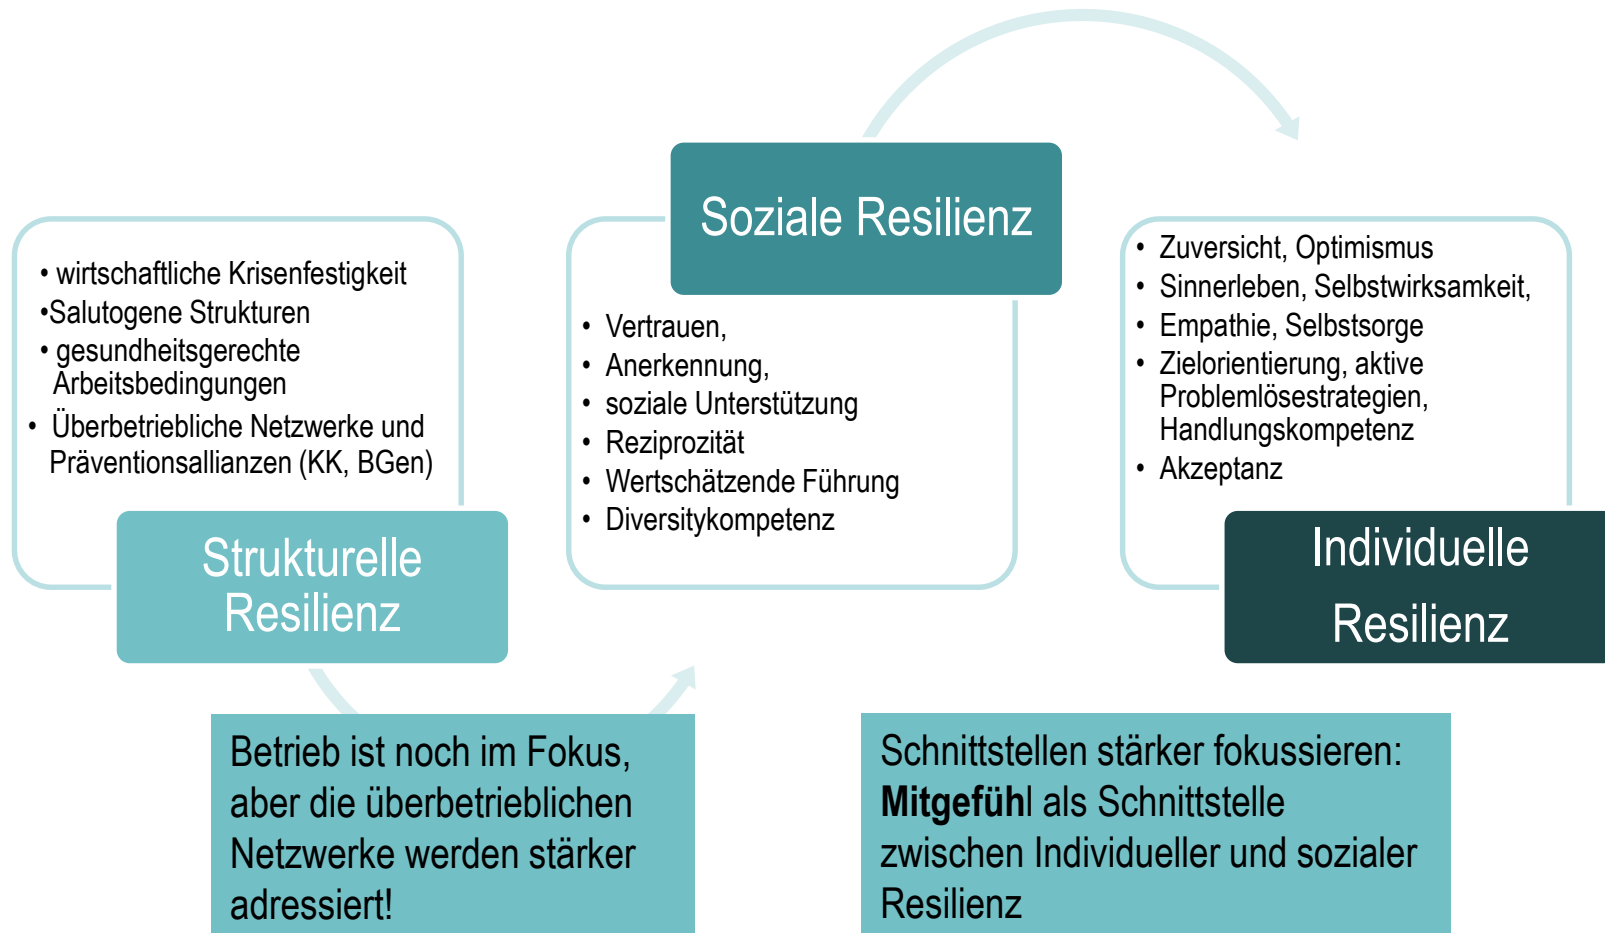 • wirtschaftliche Krisenfestigkeit
•Salutogene Strukturen
• gesundheitsgerechte
Arbeitsbedingungen
• Überbetriebliche Netzwerke und
Präventionsallianzen (KK, BGen)
Strukturelle
Resilienz
Soziale Resilienz
• Vertrauen,
• Anerkennung,
• soziale Unterstützung
• Reziprozität
• Wertschätzende Führung
• Diversitykompetenz
• Zuversicht, Optimismus
• Sinnerleben, Selbstwirksamkeit,
• Empathie, Selbstsorge
• Zielorientierung, aktive
Problemlösestrategien,
Handlungskompetenz
• Akzeptanz
Individuelle
Resilienz
Betrieb ist noch im Fokus,
aber die überbetrieblichen
Netzwerke werden stärker
adressiert!
Schnittstellen stärker fokussieren:
Mitgefühl als Schnittstelle
zwischen Individueller und sozialer
Resilienz